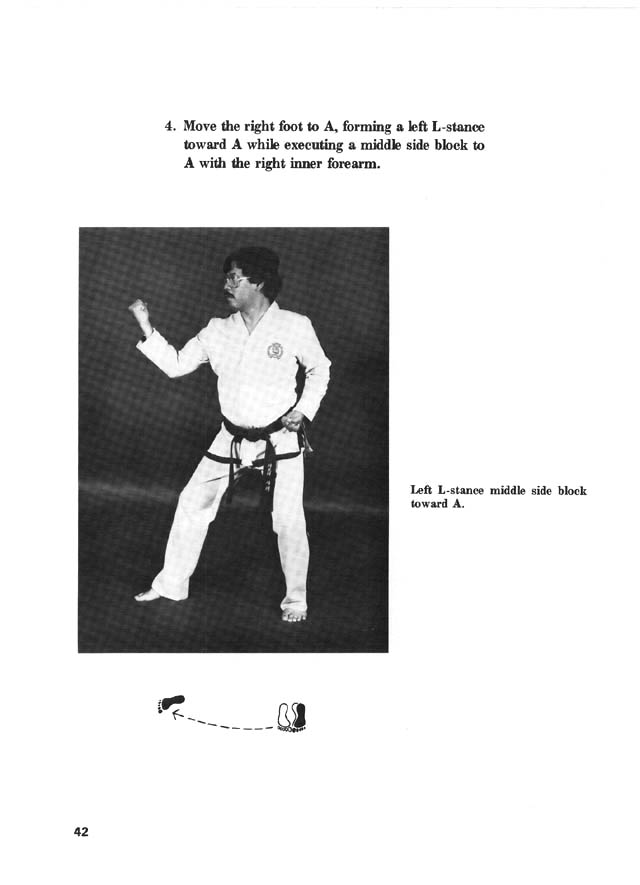 4. Move the right foot to A, forming a left L-stance
toward A while executing a middle side block to
A with the right inner forearm.
Left L-stance middle side block
toward A.
42